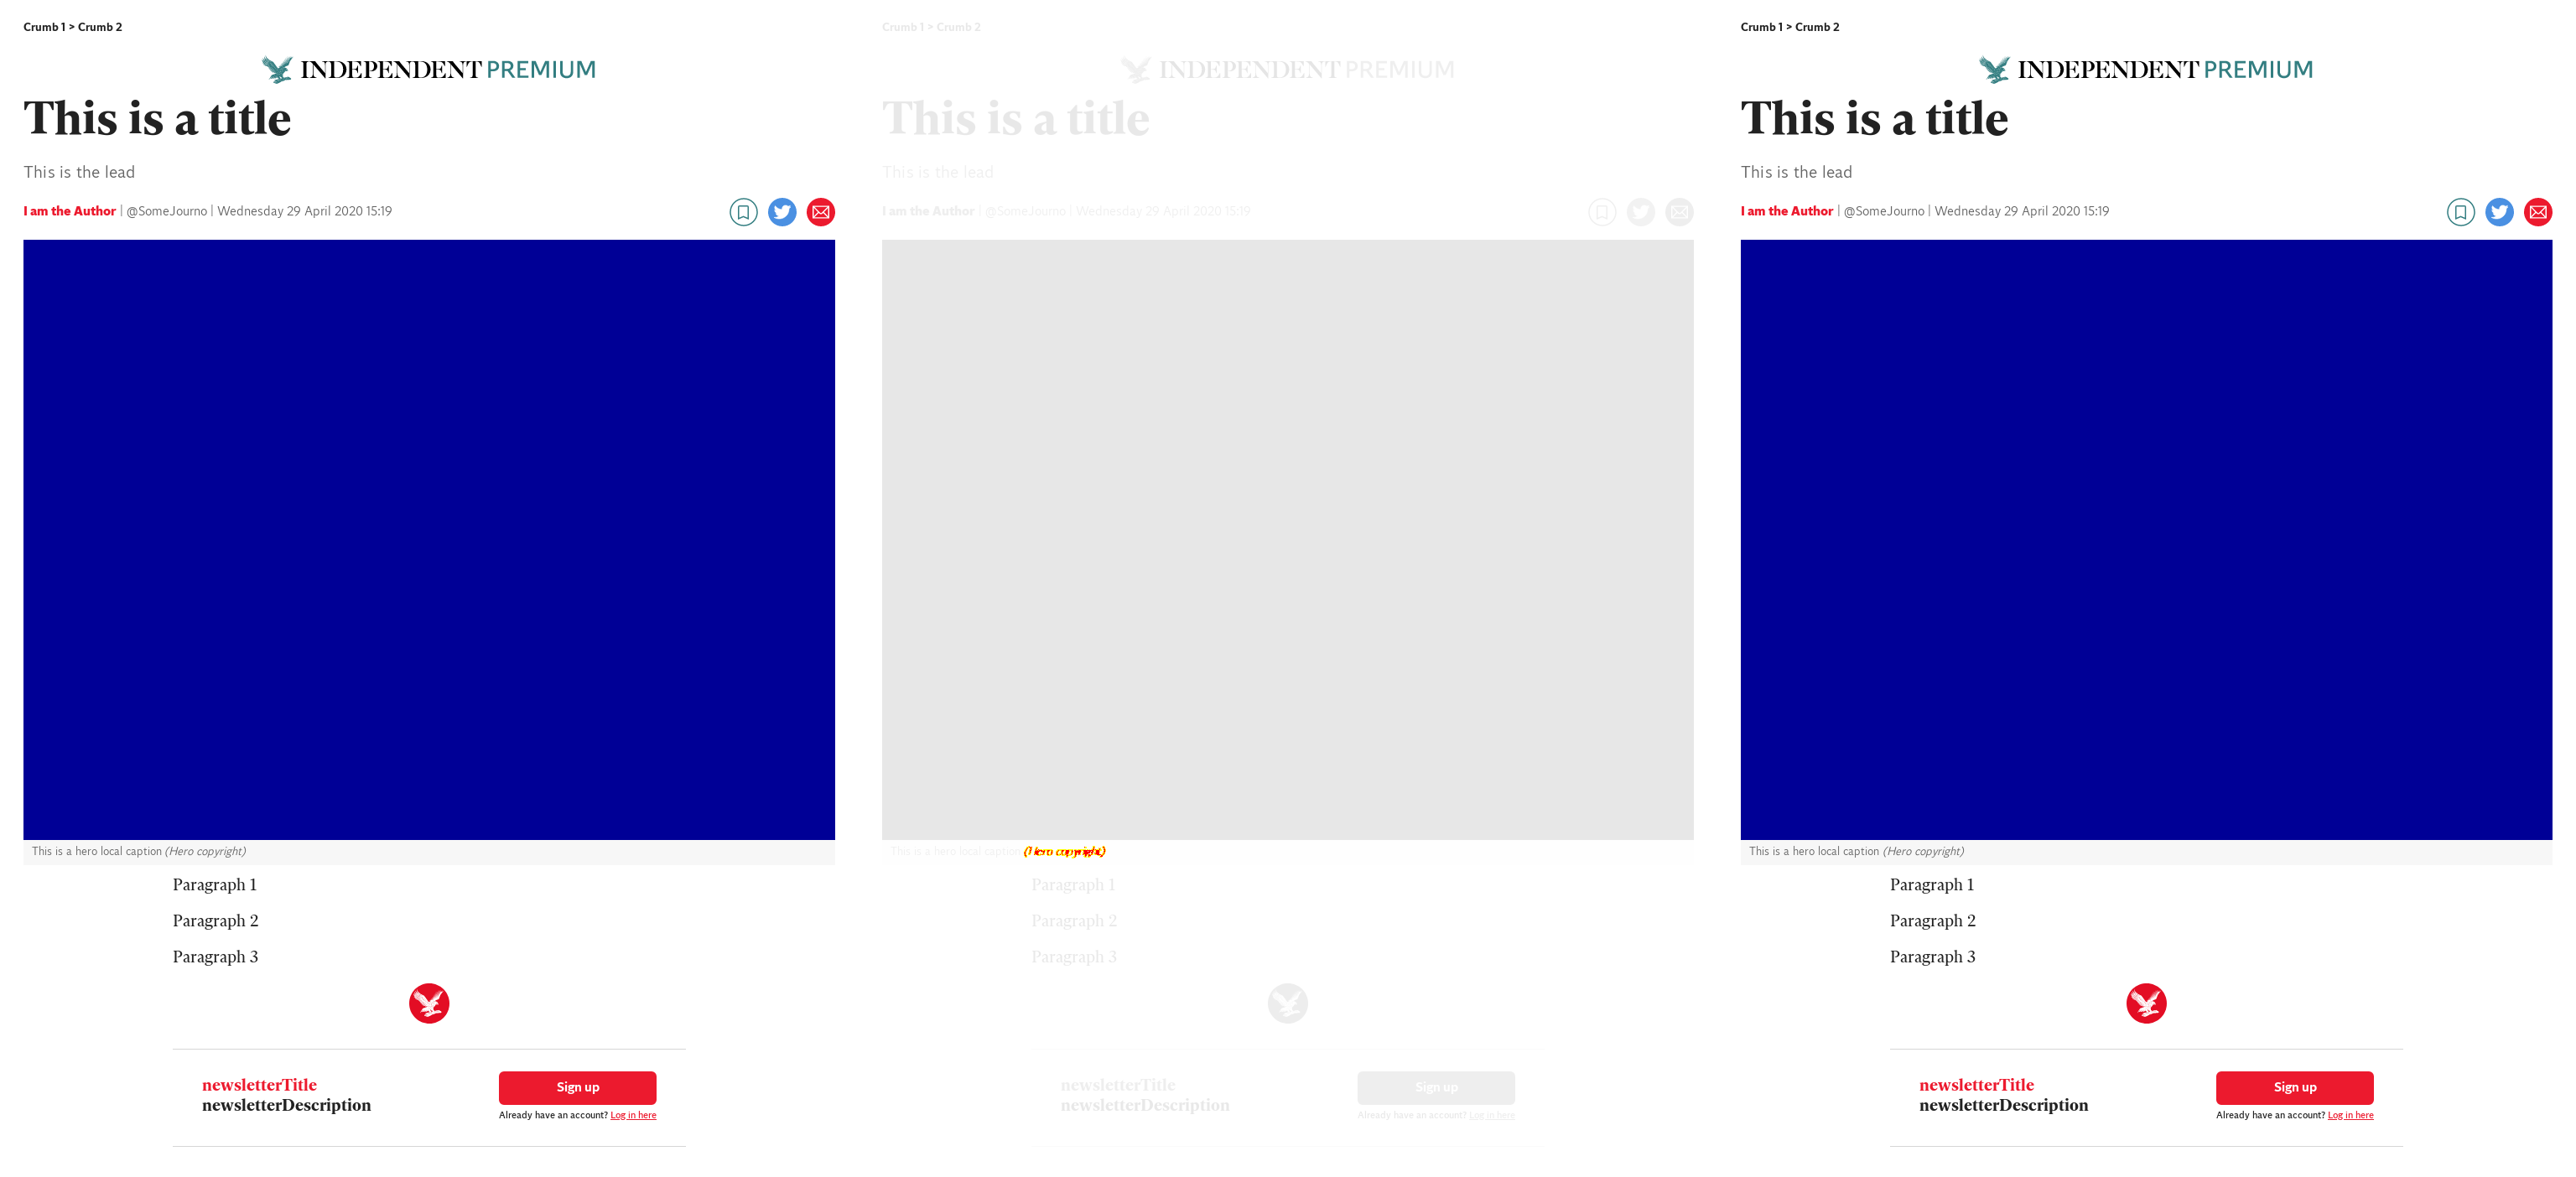 Crumb 1 > Crumb 2
INDEPENDENT PREMIUM
This is a title
This is the lead
I am the Author | @SomeJourno | Wednesday 29 April 2020 15:19
This is a hero local caption (Hero copyright)
Paragraph 1
Paragraph 2
Paragraph 3
newsletterTitle
newsletterDescription
Sign up
Already have an account? Log in here
Crumb 1 > Crumb 2
INDEPENDENT PREMIUM
This is a title
This is the lead
I am the Author | @SomeJourno | Wednesday 29 April 2020 15:19
This is a hero local caption (Hero copyright)
Paragraph 1
Paragraph 2
Paragraph 3
newsletterTitle
newsletterDescription
Sign up
Already have an account? Log in here
Crumb 1 > Crumb 2
INDEPENDENT PREMIUM
This is a title
This is the lead
I am the Author | @SomeJourno | Wednesday 29 April 2020 15:19
This is a hero local caption (Hero copyright)
Paragraph 1
Paragraph 2
Paragraph 3
newsletterTitle
newsletterDescription
Sign up
Already have an account? Log in here